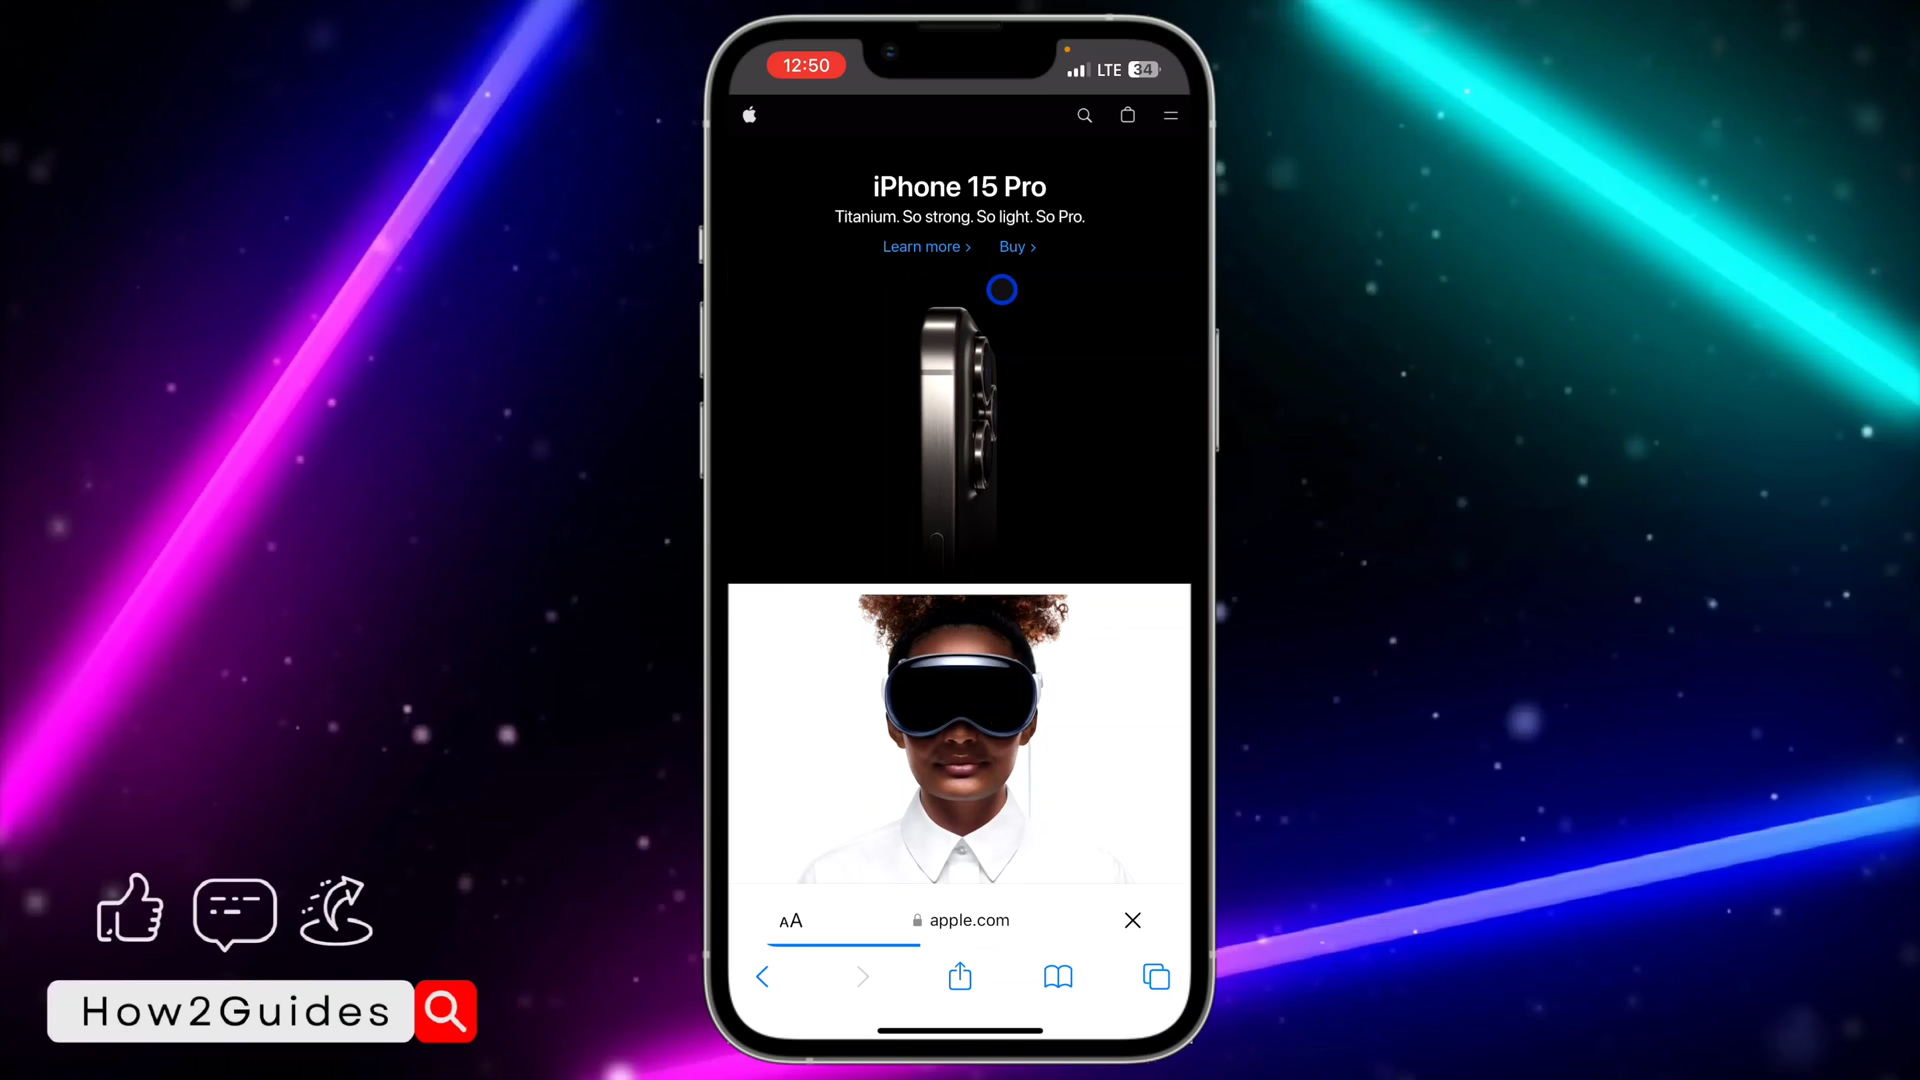 12:50
LTE 34
iPhone 15 Pro
Titanium. So strong. So light. So Pro.
Learn more > Buy >
AA apple.com
How2Guides